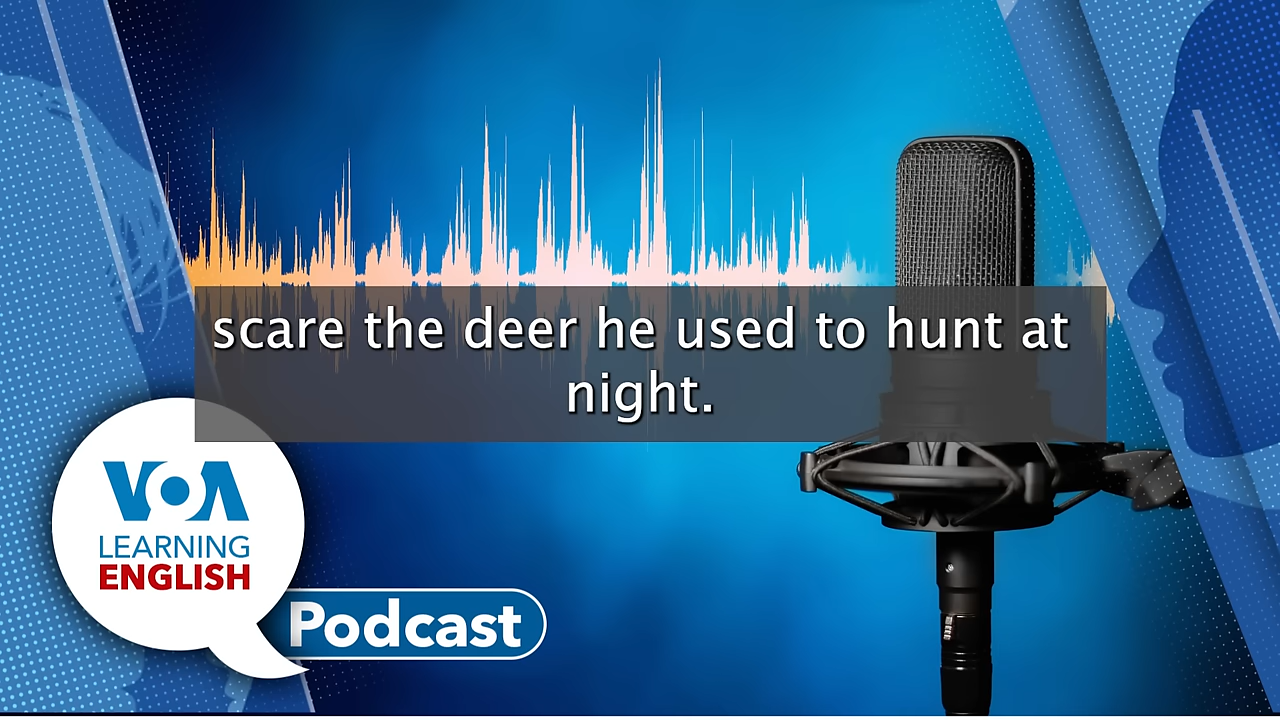 scare the deer he used to hunt at
night.
VOA
LEARNING
ENGLISH
Podcast